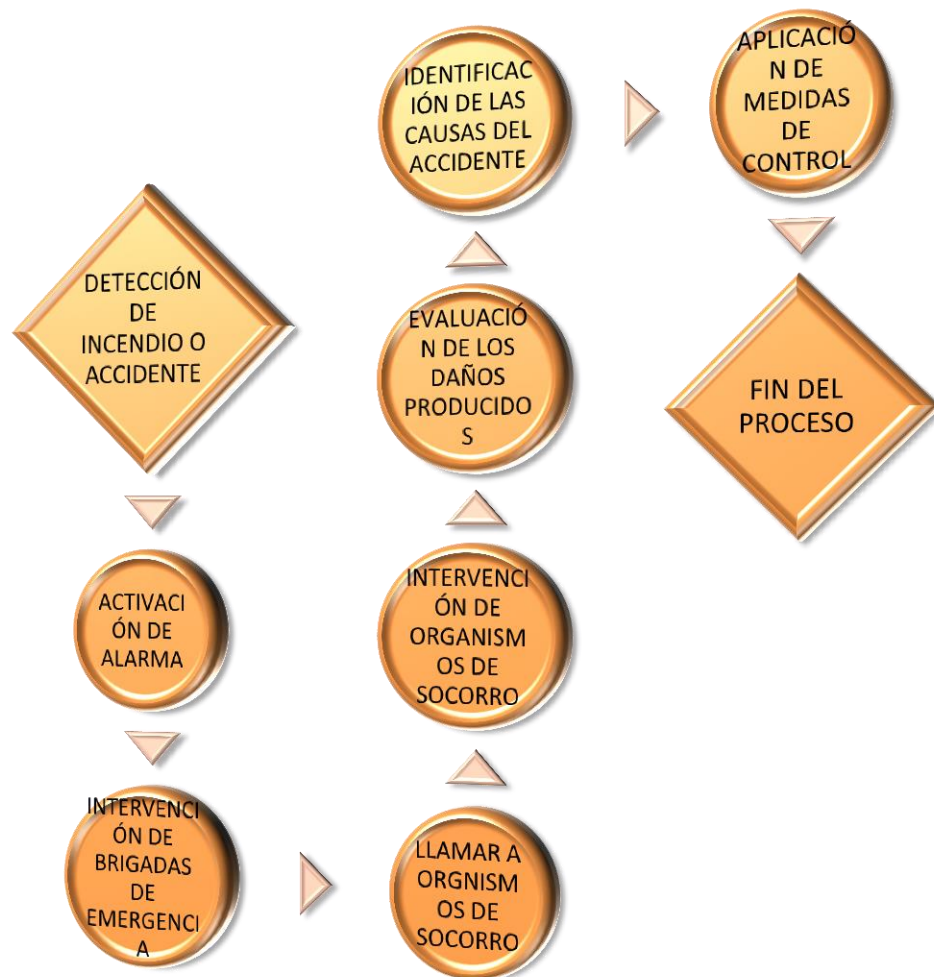 DETECCIÓN
DE
INCENDIO O
ACCIDENTE
ACTIVACI
ÓN DE
ALARMA
INTERVENCI
ÓN DE
BRIGADAS
DE
EMERGENCI
A
LLAMAR A
ORGNISM
OS DE
SOCORRO
INTERVENCI
ÓN DE
ORGANISM
OS DE
SOCORRO
EVALUACIÓ
N DE LOS
DAÑOS
PRODUCIDO
S
IDENTIFICAC
IÓN DE LAS
CAUSAS DEL
ACCIDENTE
APLICACIÓ
N DE
MEDIDAS
DE
CONTROL
FIN DEL
PROCESO